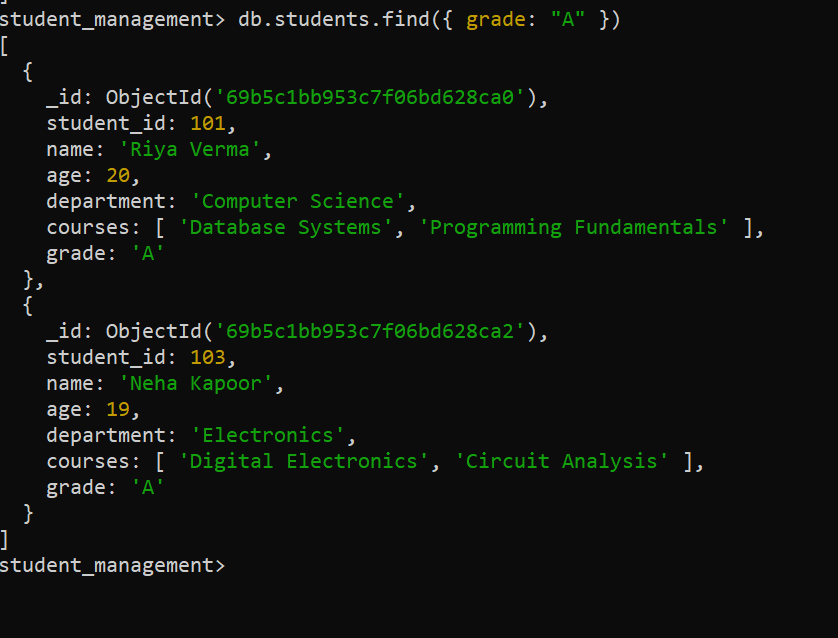 ]
student_management> db.students.find({ grade: "A" })
[
  {
    _id: ObjectId('69b5c1bb953c7f06bd628ca0'),
    student_id: 101,
    name: 'Riya Verma',
    age: 20,
    department: 'Computer Science',
    courses: [ 'Database Systems', 'Programming Fundamentals' ],
    grade: 'A'
  },
  {
    _id: ObjectId('69b5c1bb953c7f06bd628ca2'),
    student_id: 103,
    name: 'Neha Kapoor',
    age: 19,
    department: 'Electronics',
    courses: [ 'Digital Electronics', 'Circuit Analysis' ],
    grade: 'A'
  }
]
student_management>